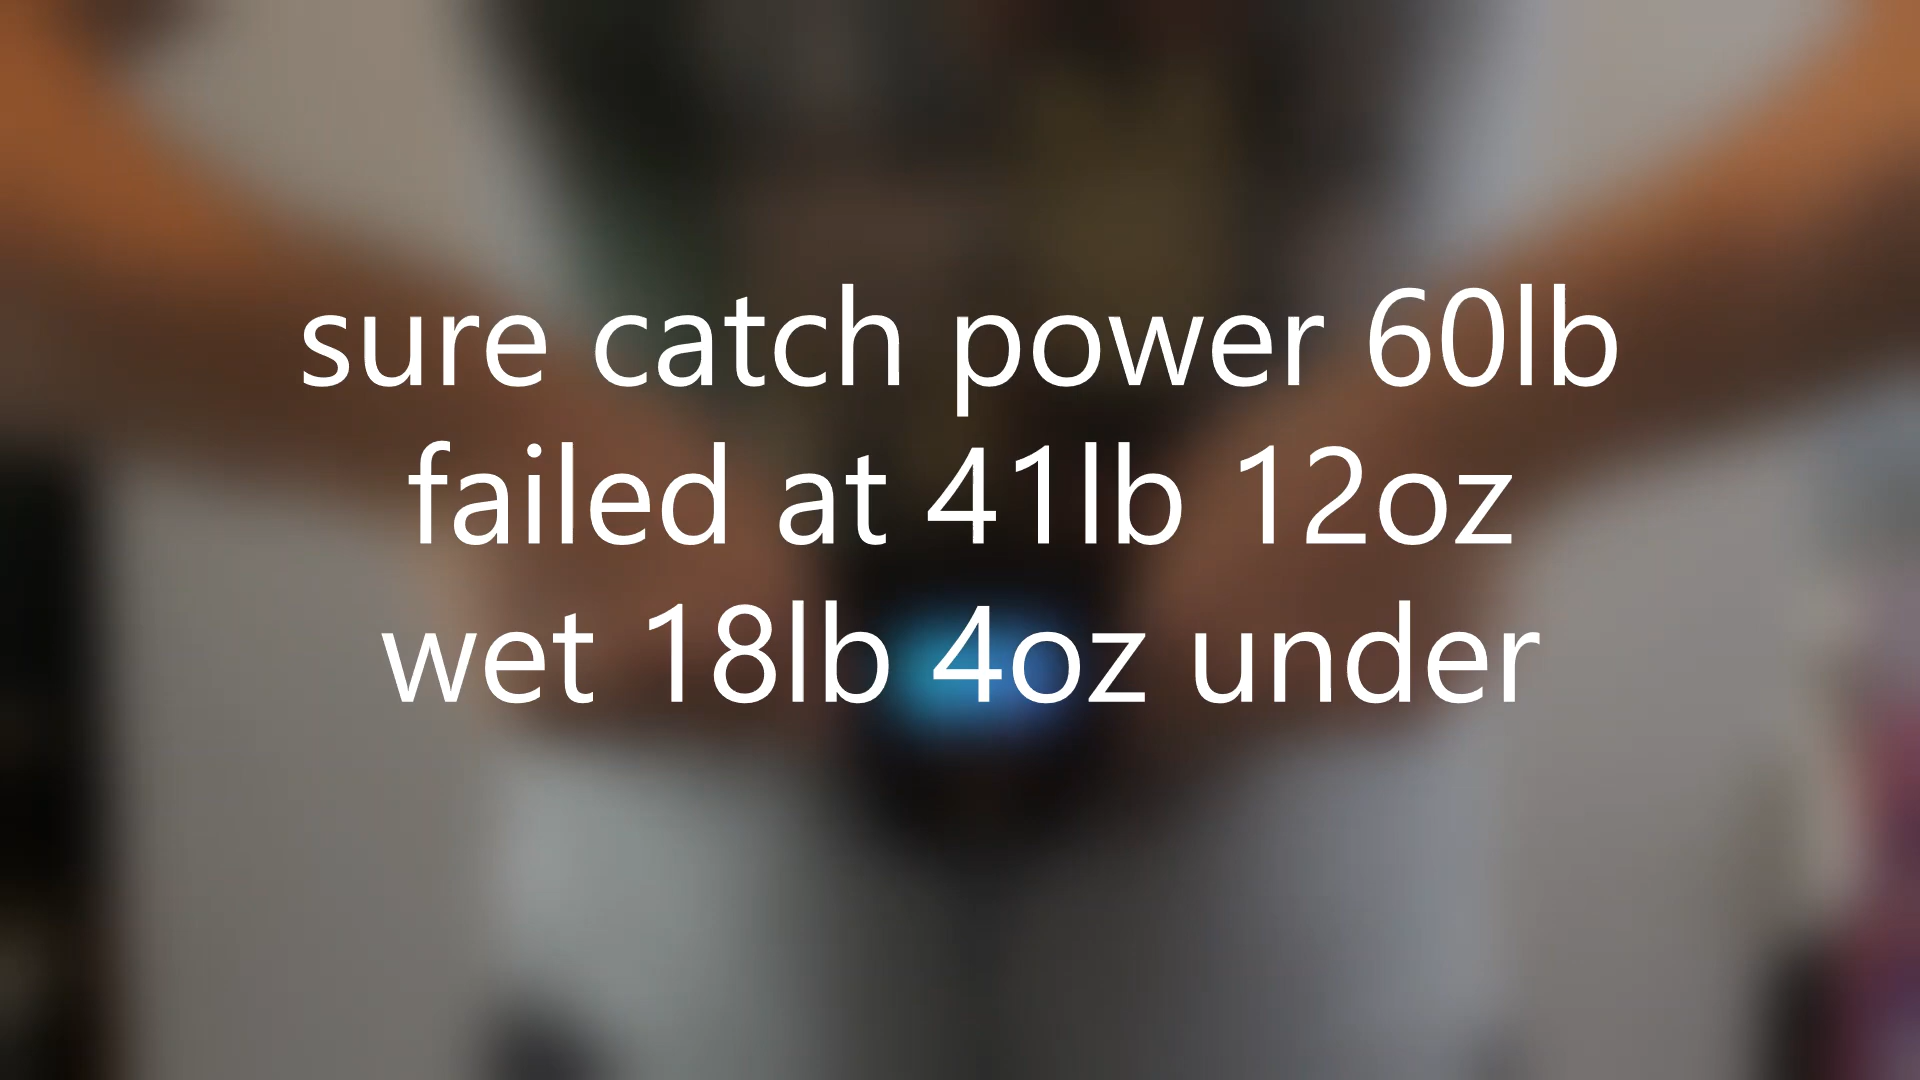 sure catch power 60lb
failed at 41lb 12oz
wet 18lb 4oz under